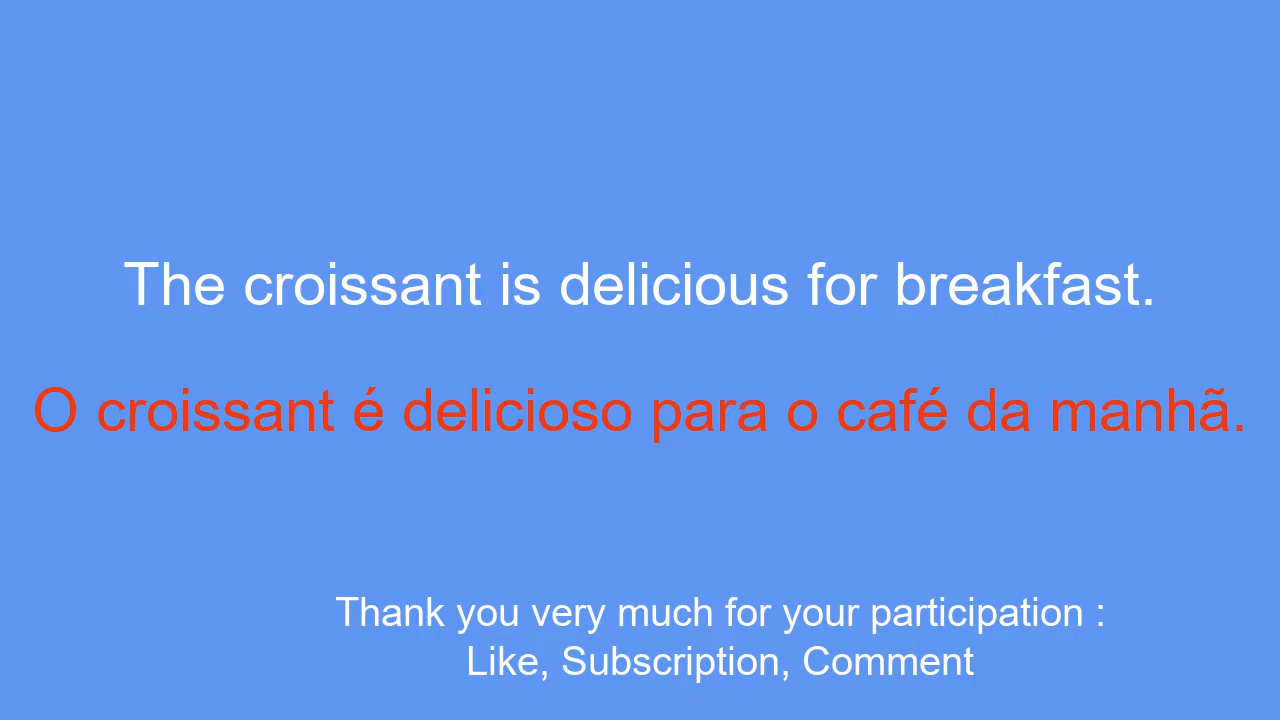 The croissant is delicious for breakfast.
O croissant é delicioso para o café da manhã.
Thank you very much for your participation :
Like, Subscription, Comment